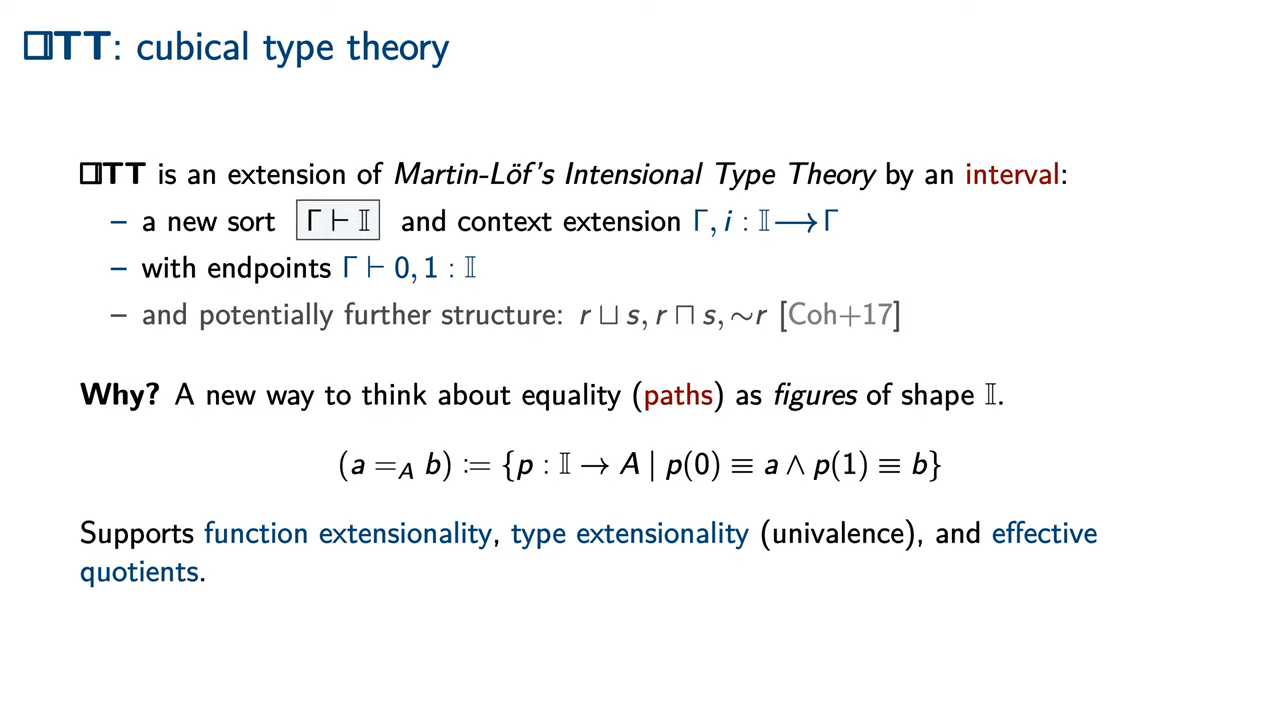 □TT: cubical type theory
□TT is an extension of Martin-Löf's Intensional Type Theory by an interval:
– a new sort Γ ⊢ 𝕀 and context extension Γ, i : 𝕀 ⟶ Γ
– with endpoints Γ ⊢ 0, 1 : 𝕀
– and potentially further structure: r ⊔ s, r ⊓ s, ∼r [Coh+17]
Why? A new way to think about equality (paths) as figures of shape 𝕀.
(a =_A b) := {p : 𝕀 → A | p(0) ≡ a ∧ p(1) ≡ b}
Supports function extensionality, type extensionality (univalence), and effective
quotients.